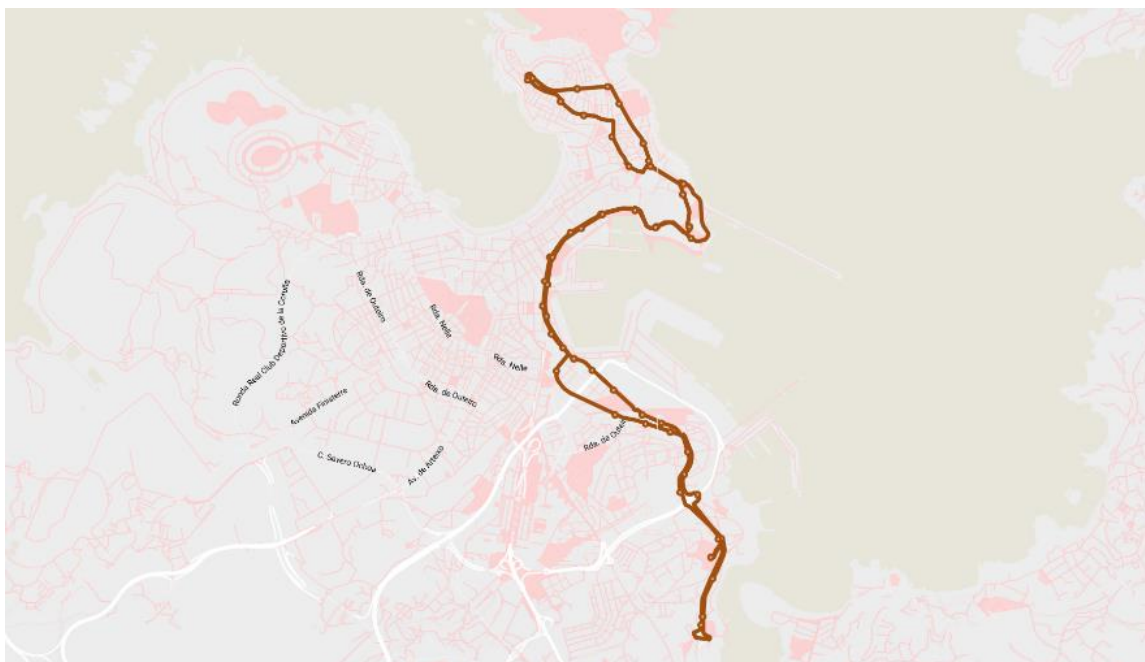 Rda. de Outeiro
Ronda Real Club Deportivo de la Coruña
Rda. Nelle
Rda. Nelle
Avenida Finisterre
Rda. de Outeiro
Rda. de Outeiro
C. Severo Ochoa
Av. de Arteixo